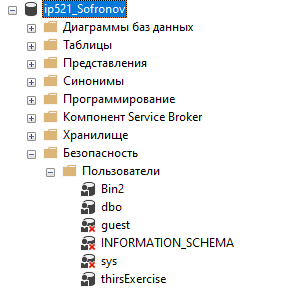 ip521_Sofronov
Диаграммы баз данных
Таблицы
Представления
Синонимы
Программирование
Компонент Service Broker
Хранилище
Безопасность
Пользователи
Bin2
dbo
guest
INFORMATION_SCHEMA
sys
thirsExercise